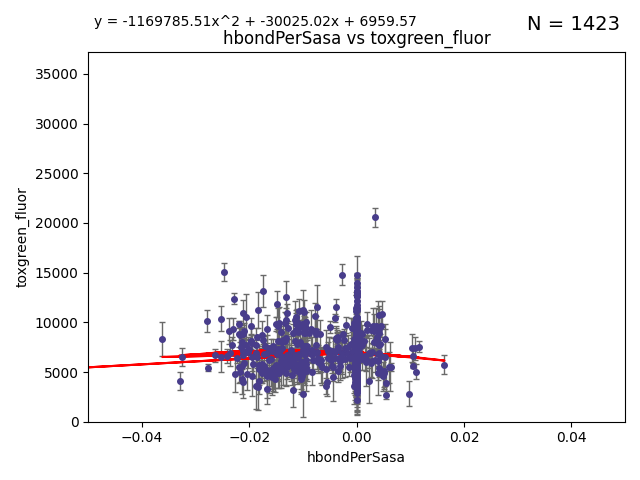 y = -1169785.51x^2 + -30025.02x + 6959.57
N = 1423
hbondPerSasa vs toxgreen_fluor
35000
30000
25000
20000
15000
10000
5000
0
toxgreen_fluor
−0.04
−0.02
0.00
0.02
0.04
hbondPerSasa